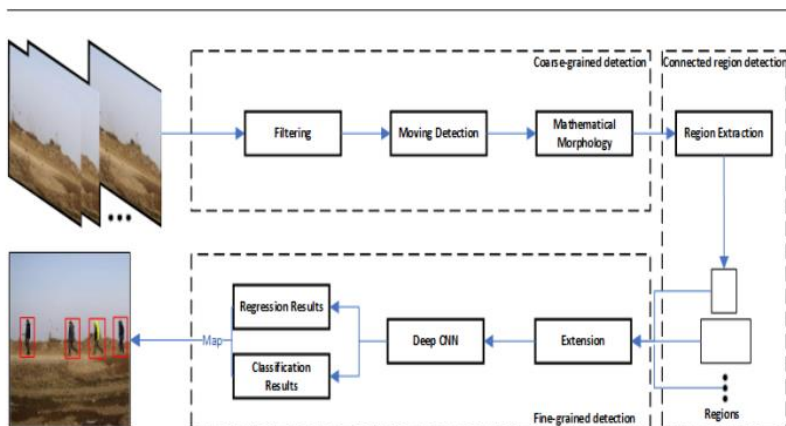 Coarse-grained detection
Connected region detection
Filtering
Moving Detection
Mathematical
Morphology
Region Extraction
Regression Results
Map
Classification
Results
Deep CNN
Extension
Regions
Fine-grained detection